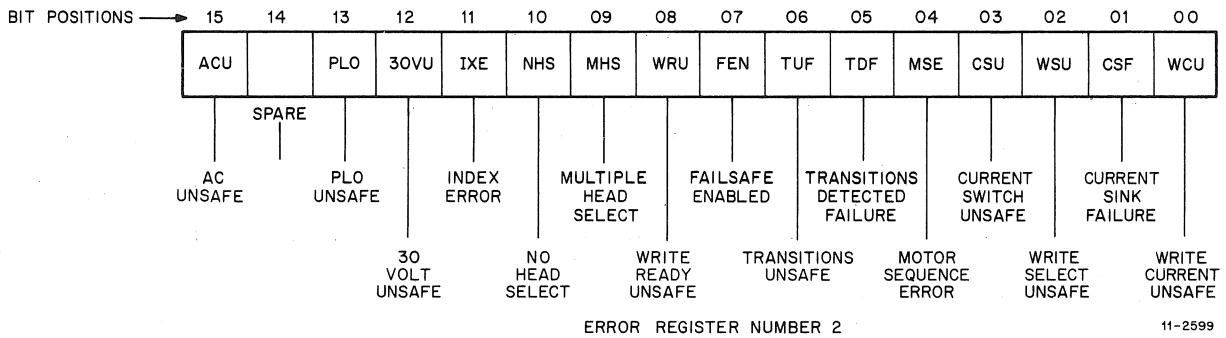 BIT POSITIONS 15 14 13 12 11 10 09 08 07 06 05 04 03 02 01 00
ACU PLO 30VU IXE NHS MHS WRU FEN TUF TDF MSE CSU WSU CSF WCU
SPARE
AC UNSAFE
PLO UNSAFE
30 VOLT UNSAFE
INDEX ERROR
NO HEAD SELECT
MULTIPLE HEAD SELECT
WRITE READY UNSAFE
FAILSAFE ENABLED
TRANSITIONS UNSAFE
TRANSITIONS DETECTED FAILURE
MOTOR SEQUENCE ERROR
CURRENT SWITCH UNSAFE
WRITE SELECT UNSAFE
CURRENT SINK FAILURE
WRITE CURRENT UNSAFE
ERROR REGISTER NUMBER 2
11-2599